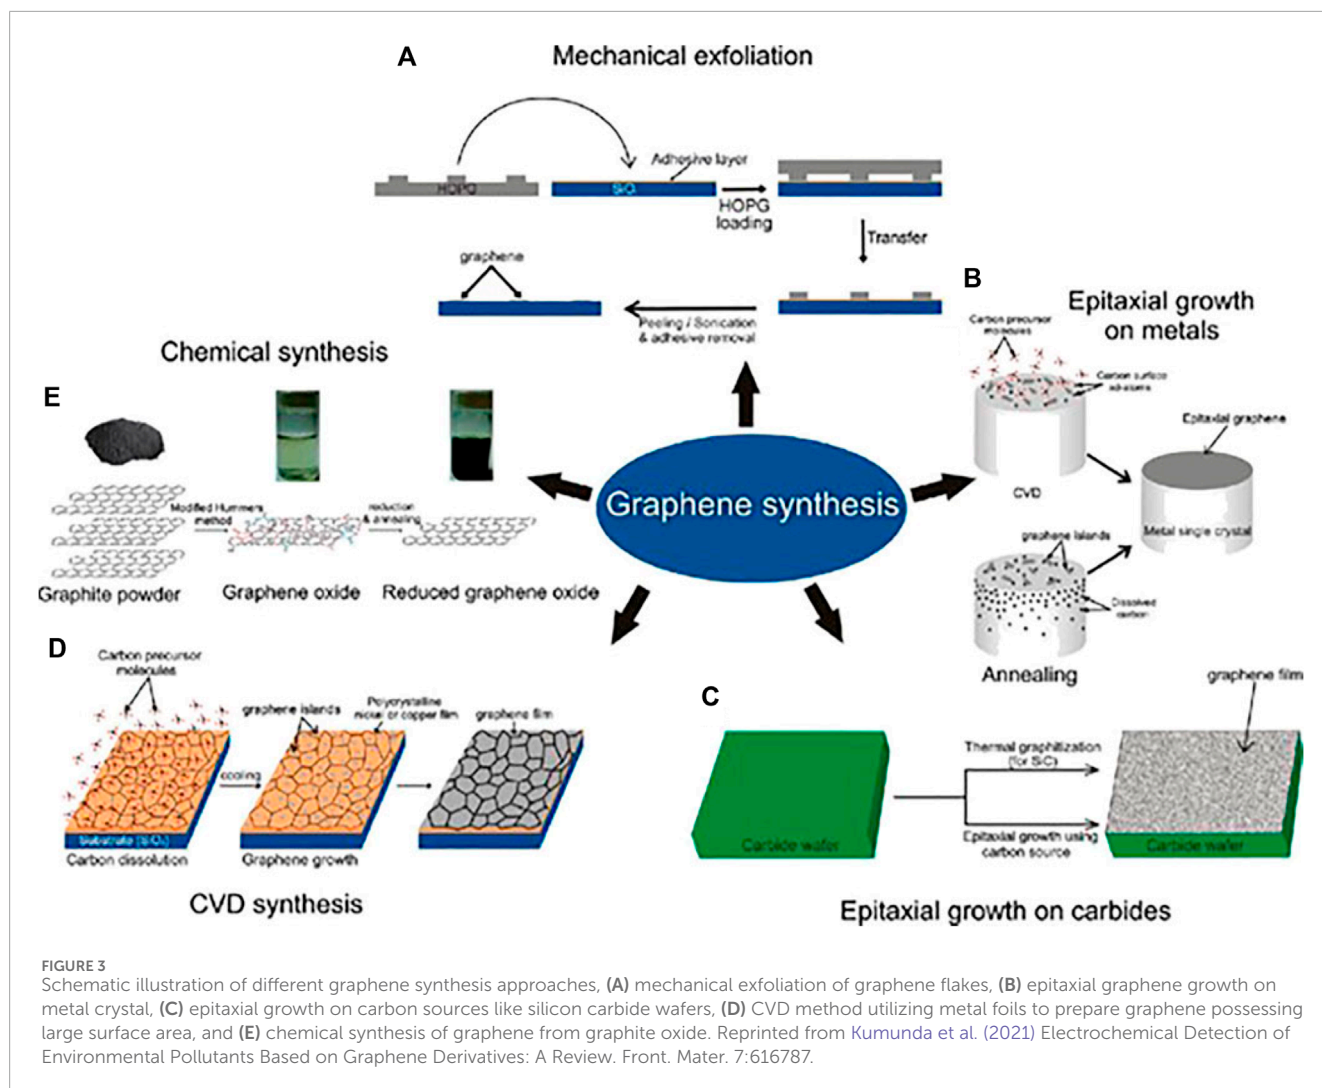 A
Mechanical exfoliation
Adhesive layer
HOPG
SiO
HOPG
loading
Transfer
graphene
Peeling / Sonication
& adhesive removal
B
Epitaxial growth
on metals
Carbon precursor
molecules
Carbon surface
ad-atoms
Epitaxial graphene
CVD
Metal single crystal
graphene islands
Dissolved
carbon
Annealing
Chemical synthesis
E
Modified Hummers
method
reduction
& annealing
Graphite powder
Graphene oxide
Reduced graphene oxide
Graphene synthesis
D
Carbon precursor
molecules
graphene islands
Polycrystalline
nickel or copper film
graphene film
cooling
Substrate (SiO₂)
Carbon dissolution
Graphene growth
CVD synthesis
C
graphene film
Thermal graphitization
(for SiC)
Epitaxial growth using
carbon source
Carbide wafer
Carbide wafer
Epitaxial growth on carbides
FIGURE 3
Schematic illustration of different graphene synthesis approaches, (A) mechanical exfoliation of graphene flakes, (B) epitaxial graphene growth on
metal crystal, (C) epitaxial growth on carbon sources like silicon carbide wafers, (D) CVD method utilizing metal foils to prepare graphene possessing
large surface area, and (E) chemical synthesis of graphene from graphite oxide. Reprinted from Kumunda et al. (2021) Electrochemical Detection of
Environmental Pollutants Based on Graphene Derivatives: A Review. Front. Mater. 7:616787.